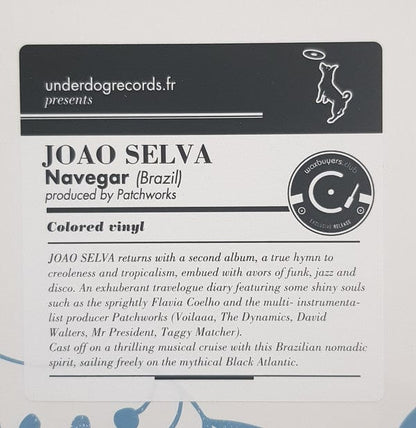 underdogrecords.fr
presents
JOAO SELVA
Navegar (Brazil)
produced by Patchworks
waxbuyers.club
EXCLUSIVE RELEASE
Colored vinyl
JOAO SELVA returns with a second album, a true hymn to
creoleness and tropicalism, embued with avors of funk, jazz and
disco. An exhuberant travelogue diary featuring some shiny souls
such as the sprightly Flavia Coelho and the multi- instrumenta-
list producer Patchworks (Voilaaa, The Dynamics, David
Walters, Mr President, Taggy Matcher).
Cast off on a thrilling musical cruise with this Brazilian nomadic
spirit, sailing freely on the mythical Black Atlantic.